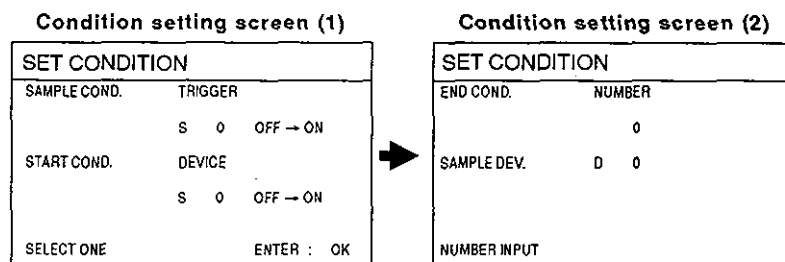 Condition setting screen (1)
SET CONDITION
SAMPLE COND. TRIGGER
S 0 OFF → ON
START COND. DEVICE
S 0 OFF → ON
SELECT ONE ENTER : OK
Condition setting screen (2)
SET CONDITION
END COND. NUMBER
0
SAMPLE DEV. D 0
NUMBER INPUT